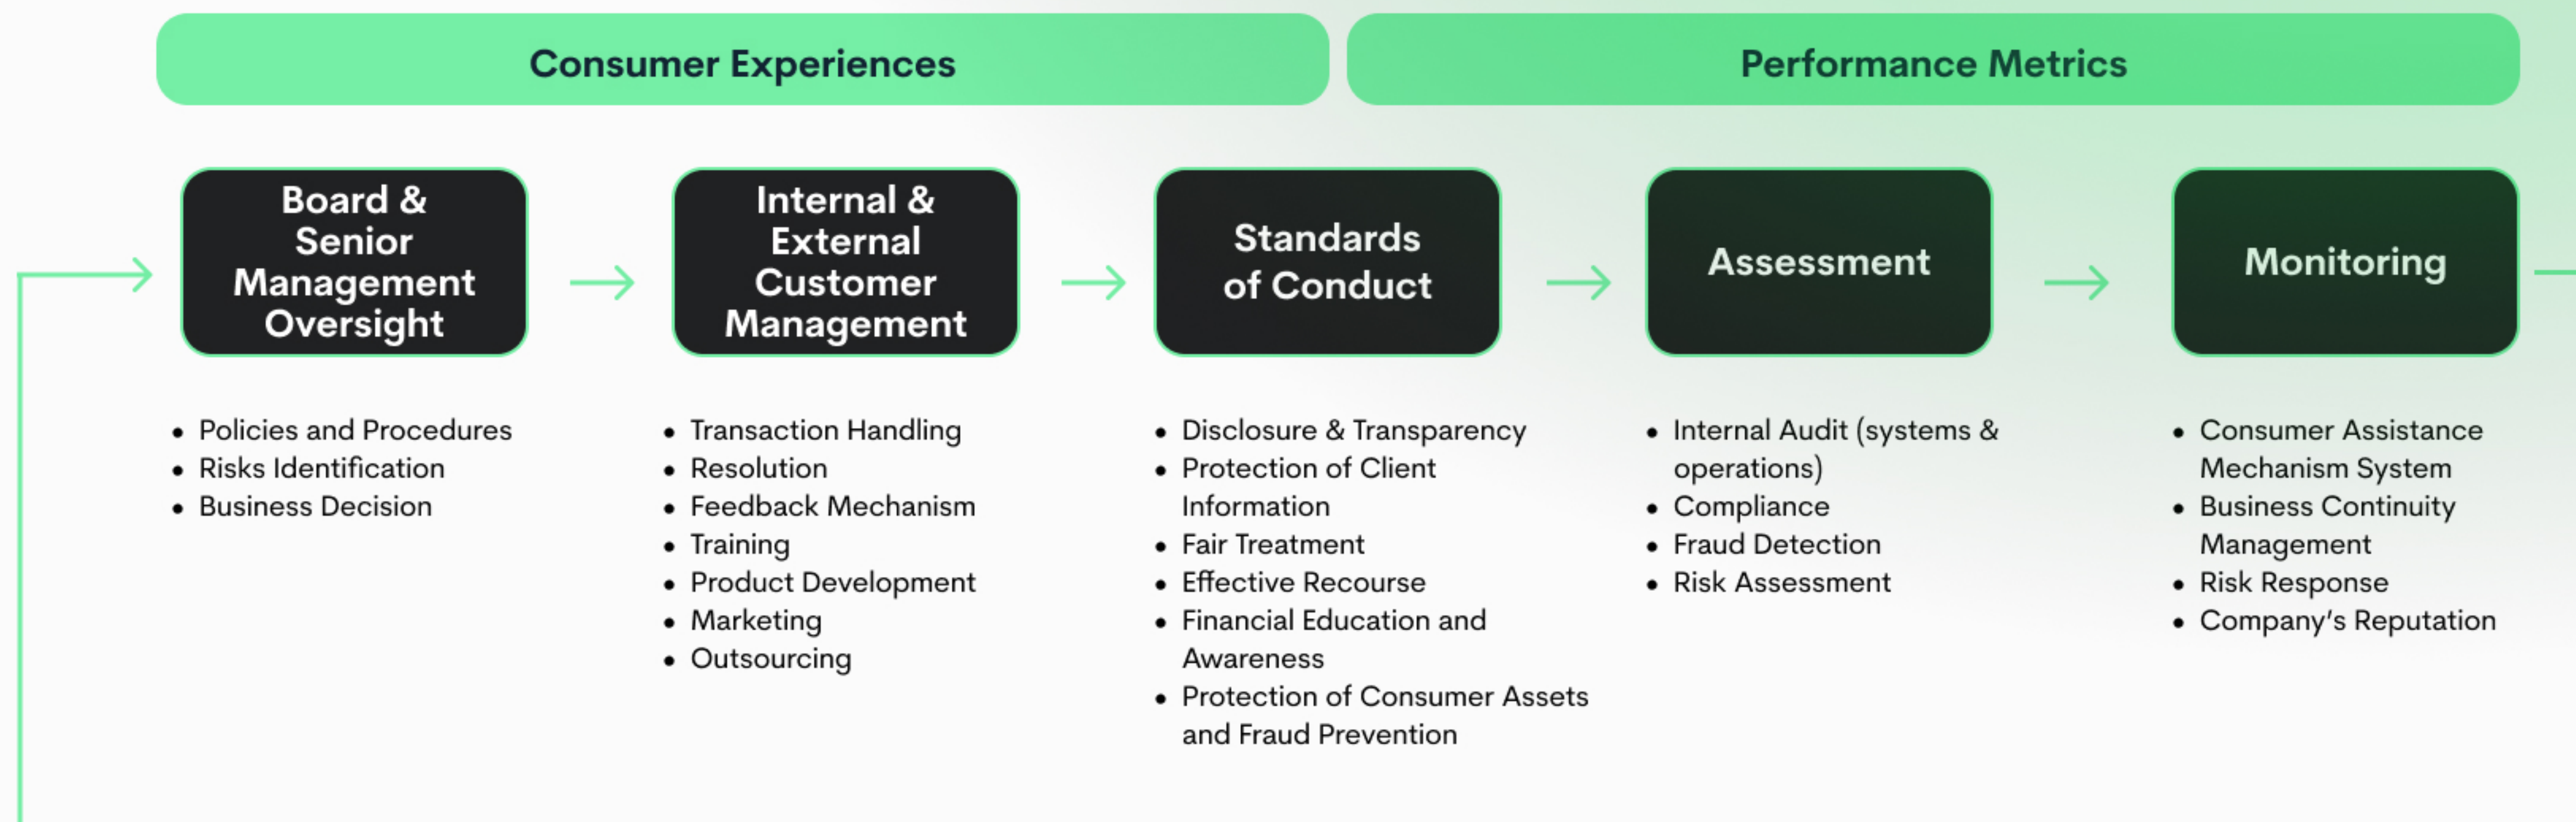 Consumer Experiences
Performance Metrics
Board &
Senior
Management
Oversight
Internal &
External
Customer
Management
Standards
of Conduct
Assessment
Monitoring
• Policies and Procedures
• Risks Identification
• Business Decision
• Transaction Handling
• Resolution
• Feedback Mechanism
• Training
• Product Development
• Marketing
• Outsourcing
• Disclosure & Transparency
• Protection of Client
Information
• Fair Treatment
• Effective Recourse
• Financial Education and
Awareness
• Protection of Consumer Assets
and Fraud Prevention
• Internal Audit (systems &
operations)
• Compliance
• Fraud Detection
• Risk Assessment
• Consumer Assistance
Mechanism System
• Business Continuity
Management
• Risk Response
• Company’s Reputation